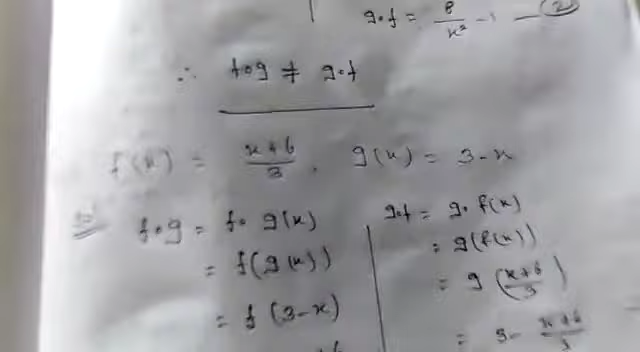 g∘f = 8/x² - 1 — (2)
∴ f∘g ≠ g∘f
f(x) = x+6/3, g(x) = 3-x
f∘g = f∘ g(x)
= f(g(x))
= f (3-x)
g∘f = g∘ f(x)
= g(f(x))
= g (x+6/3)
= 3 - x+6/3